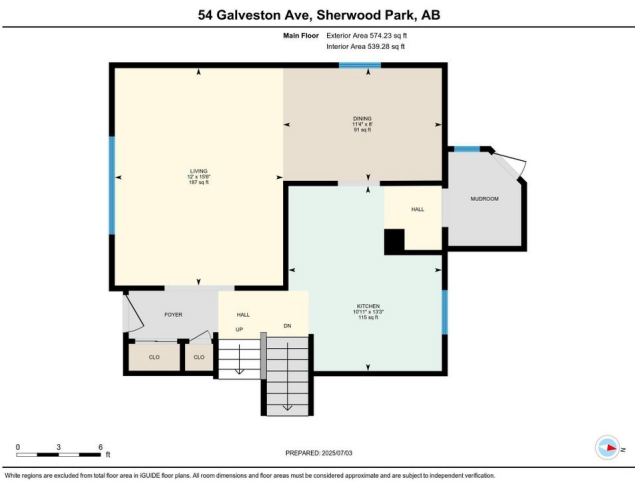 54 Galveston Ave, Sherwood Park, AB
Main Floor Exterior Area 574.23 sq ft
Interior Area 539.28 sq ft
DINING
11'4" x 8'
91 sq ft
LIVING
12' x 15'6"
187 sq ft
MUDROOM
HALL
KITCHEN
10'11" x 13'3"
115 sq ft
FOYER
HALL
UP
DN
CLO
CLO
0 3 6
ft
PREPARED: 2025/07/03
N
White regions are excluded from total floor area in iGUIDE floor plans. All room dimensions and floor areas must be considered approximate and are subject to independent verification.